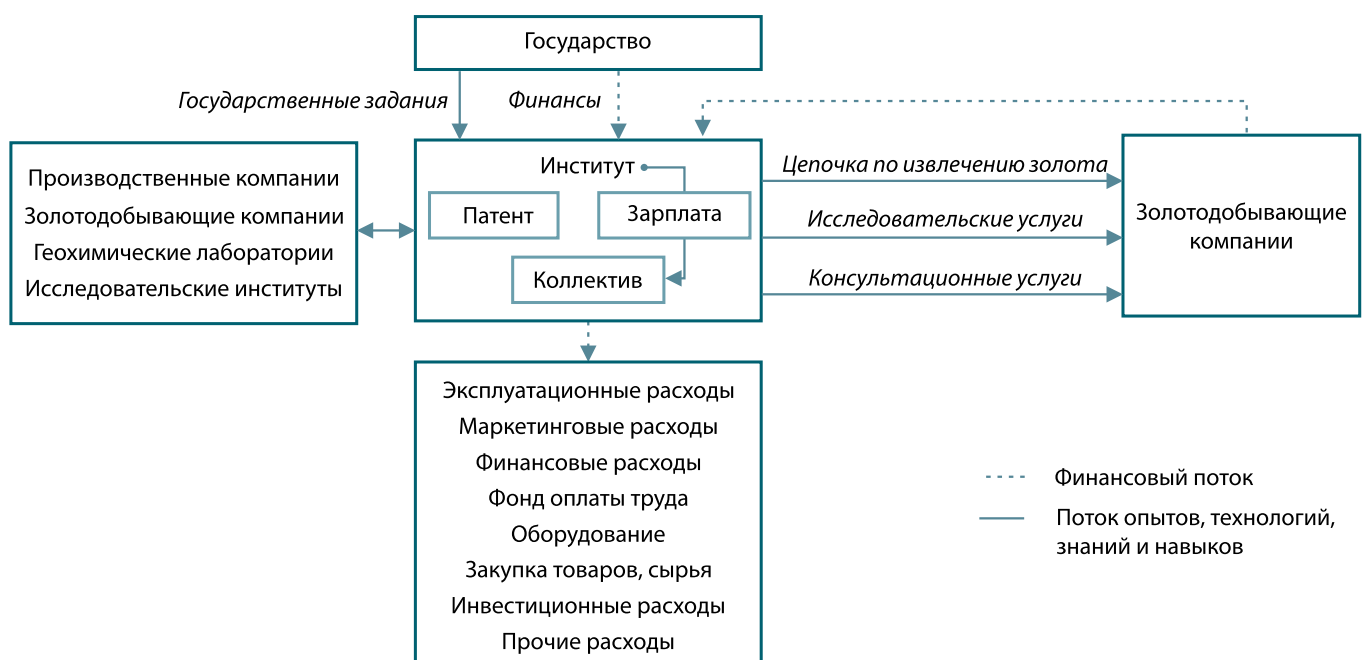 Государство
Государственные задания
Финансы
Производственные компании
Золотодобывающие компании
Геохимические лаборатории
Исследовательские институты
Институт
Патент
Зарплата
Коллектив
Цепочка по извлечению золота
Исследовательские услуги
Консультационные услуги
Золотодобывающие
компании
Эксплуатационные расходы
Маркетинговые расходы
Финансовые расходы
Фонд оплаты труда
Оборудование
Закупка товаров, сырья
Инвестиционные расходы
Прочие расходы
Финансовый поток
Поток опытов, технологий,
знаний и навыков